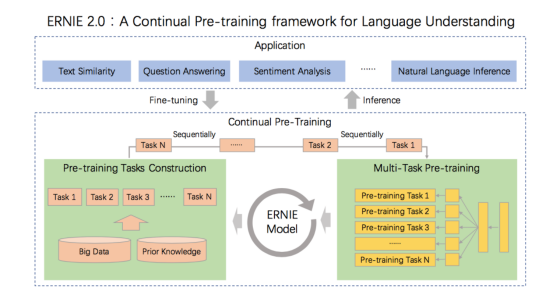 ERNIE 2.0：A Continual Pre-training framework for Language Understanding
Application
Text Similarity
Question Answering
Sentiment Analysis
······
Natural Language Inference
Fine-tuning
Inference
Continual Pre-Training
Sequentially
Sequentially
Task N
······
Task 2
Task 1
Pre-training Tasks Construction
Task 1
Task 2
Task 3
······
Task N
Big Data
Prior Knowledge
ERNIE
Model
Multi-Task Pre-training
Pre-training Task 1
Pre-training Task 2
Pre-training Task 3
······
Pre-training Task N